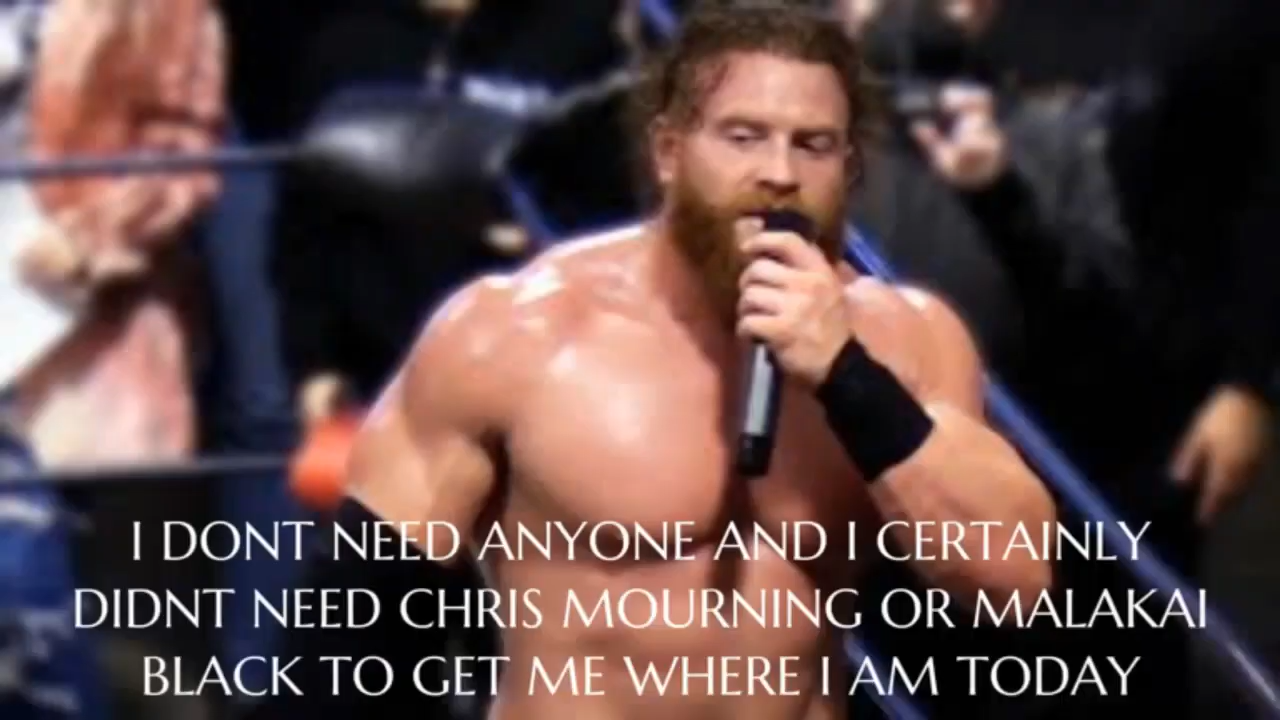 I DONT NEED ANYONE AND I CERTAINLY
DIDNT NEED CHRIS MOURNING OR MALAKAI
BLACK TO GET ME WHERE I AM TODAY